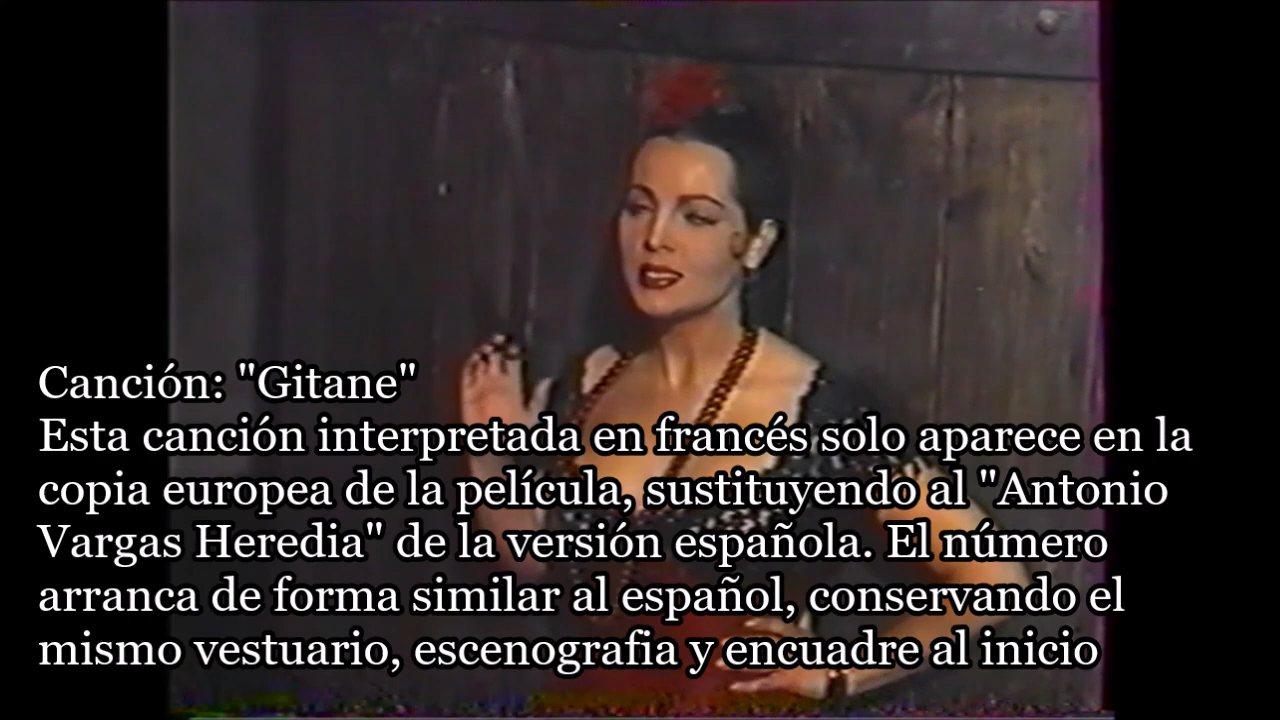 Canción: "Gitane"
Esta canción interpretada en francés solo aparece en la
copia europea de la película, sustituyendo al "Antonio
Vargas Heredia" de la versión española. El número
arranca de forma similar al español, conservando el
mismo vestuario, escenografia y encuadre al inicio